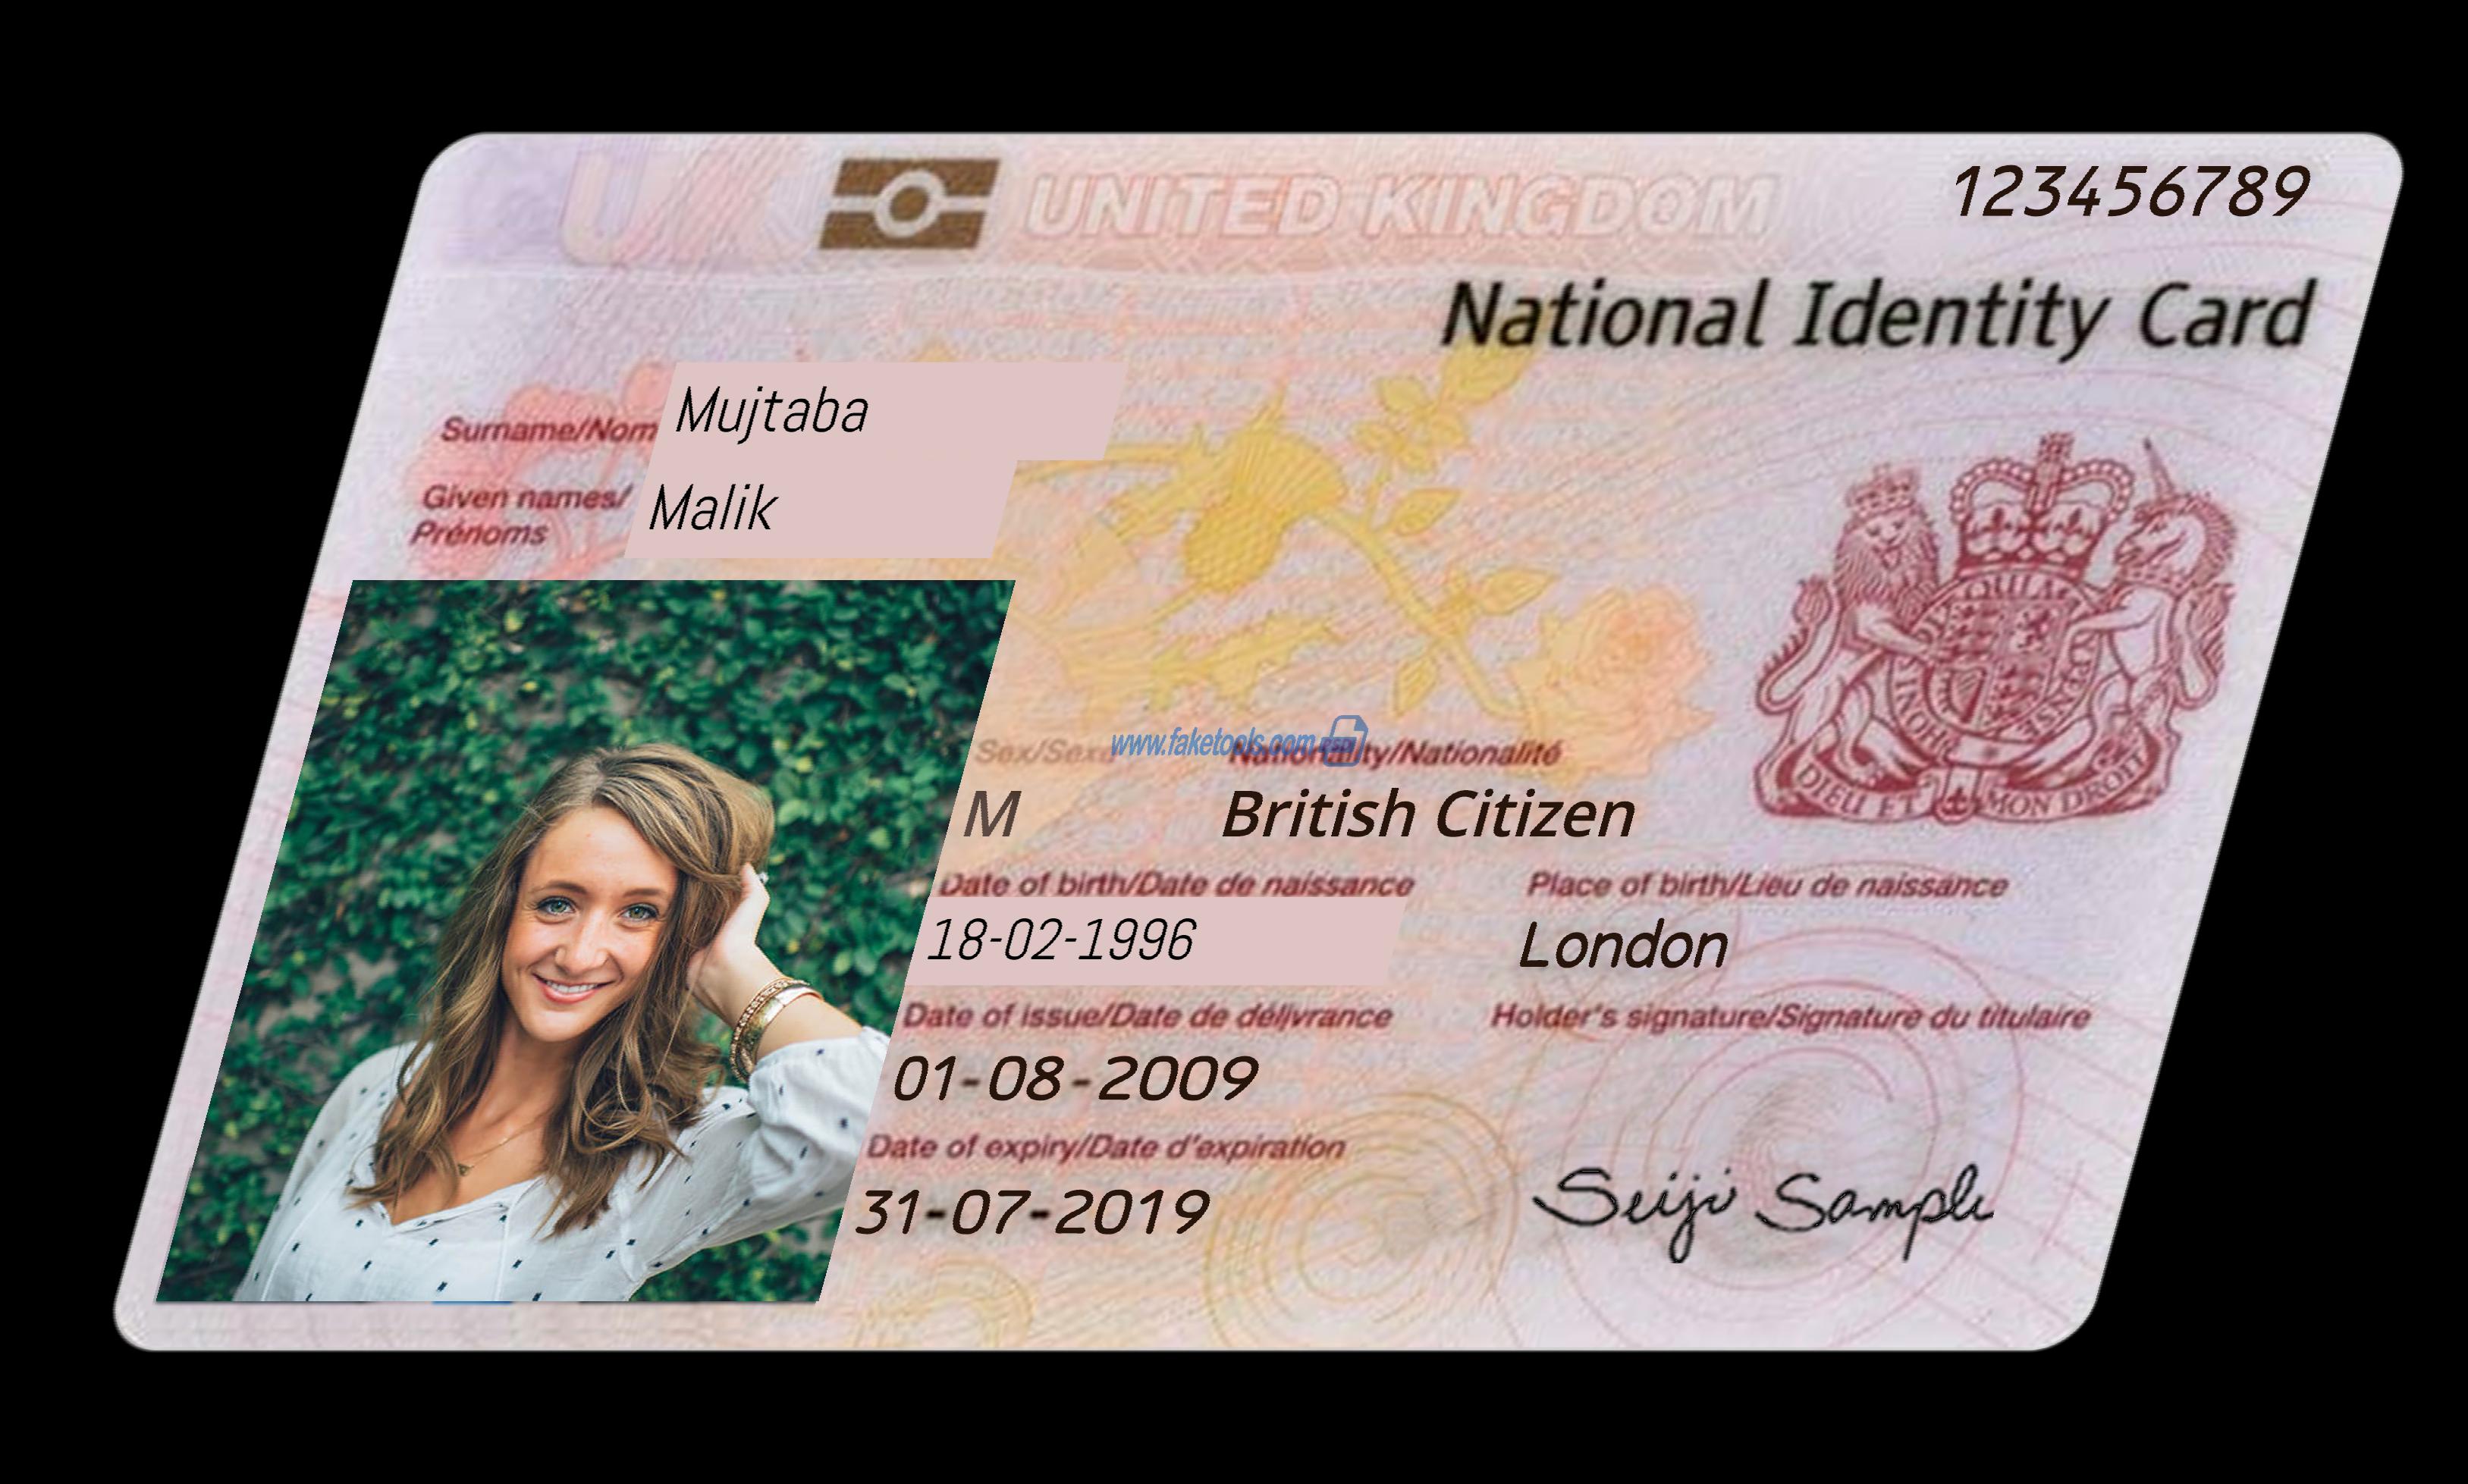 UK
UNITED KINGDOM
123456789
National Identity Card
Surname/Nom
Mujtaba
Given names/
Prénoms
Malik
www.faketools.com
Sex/Sexe
Nationality/Nationalité
M
British Citizen
DIEU ET MON DROIT
Date of birth/Date de naissance
Place of birth/Lieu de naissance
18-02-1996
London
Date of issue/Date de délivrance
Holder's signature/Signature du titulaire
01-08-2009
Date of expiry/Date d'expiration
31-07-2019
Seiji Sample